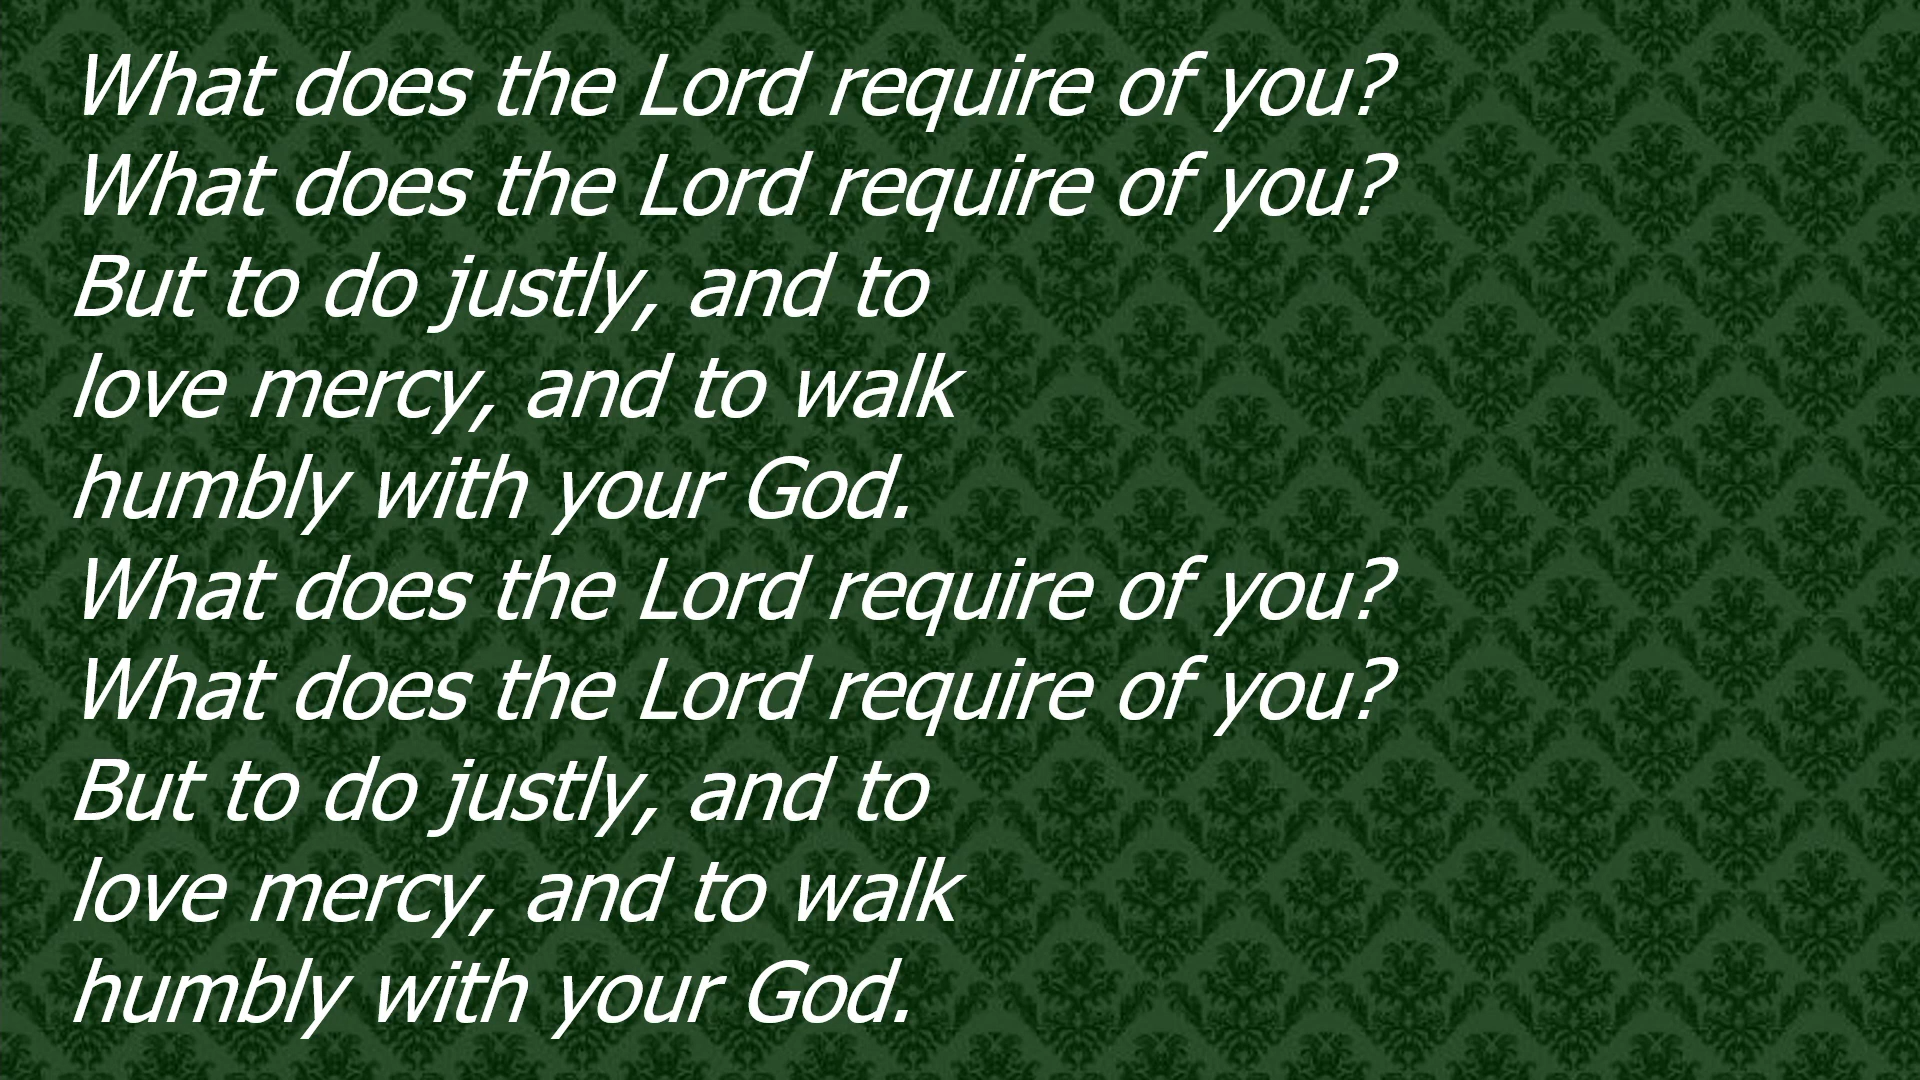 What does the Lord require of you?
What does the Lord require of you?
But to do justly, and to
love mercy, and to walk
humbly with your God.
What does the Lord require of you?
What does the Lord require of you?
But to do justly, and to
love mercy, and to walk
humbly with your God.